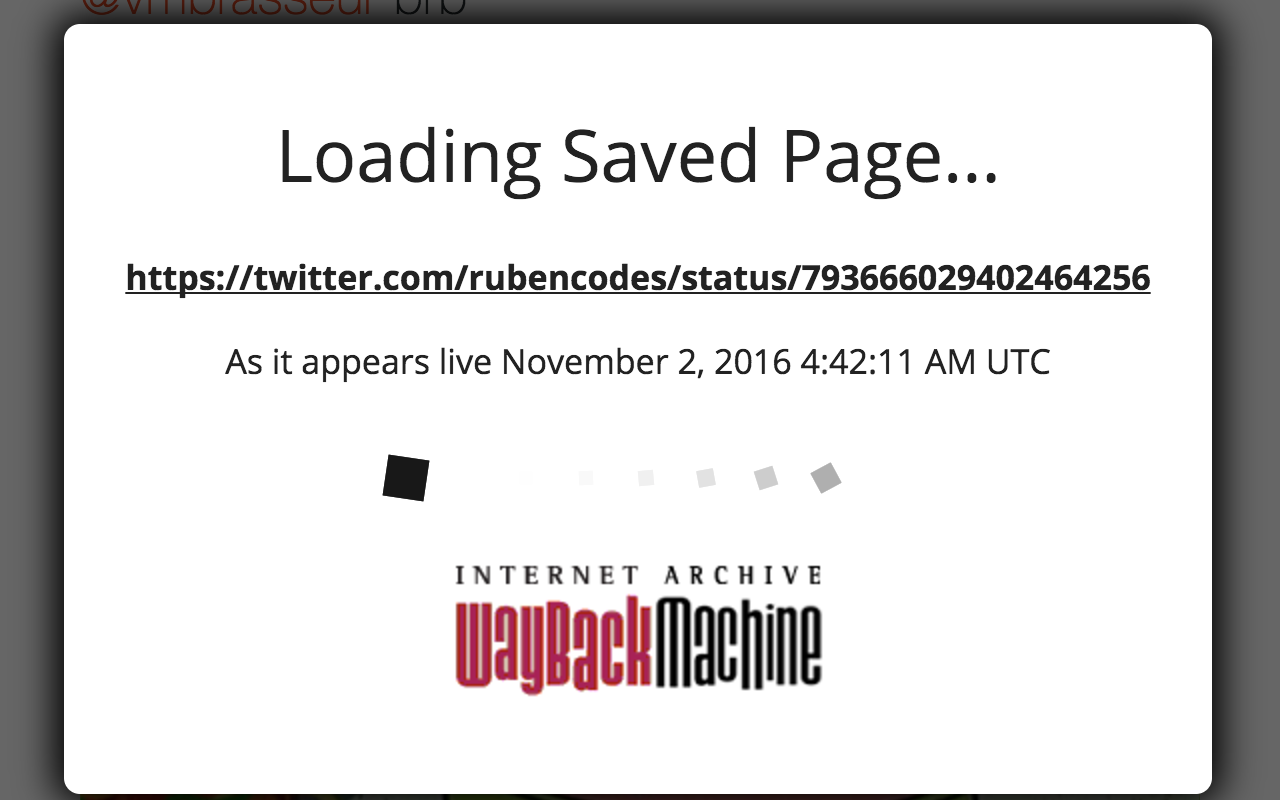 @vmbrasseur brb
Loading Saved Page...
https://twitter.com/rubencodes/status/793666029402464256
As it appears live November 2, 2016 4:42:11 AM UTC
INTERNET ARCHIVE
WayBackMachine